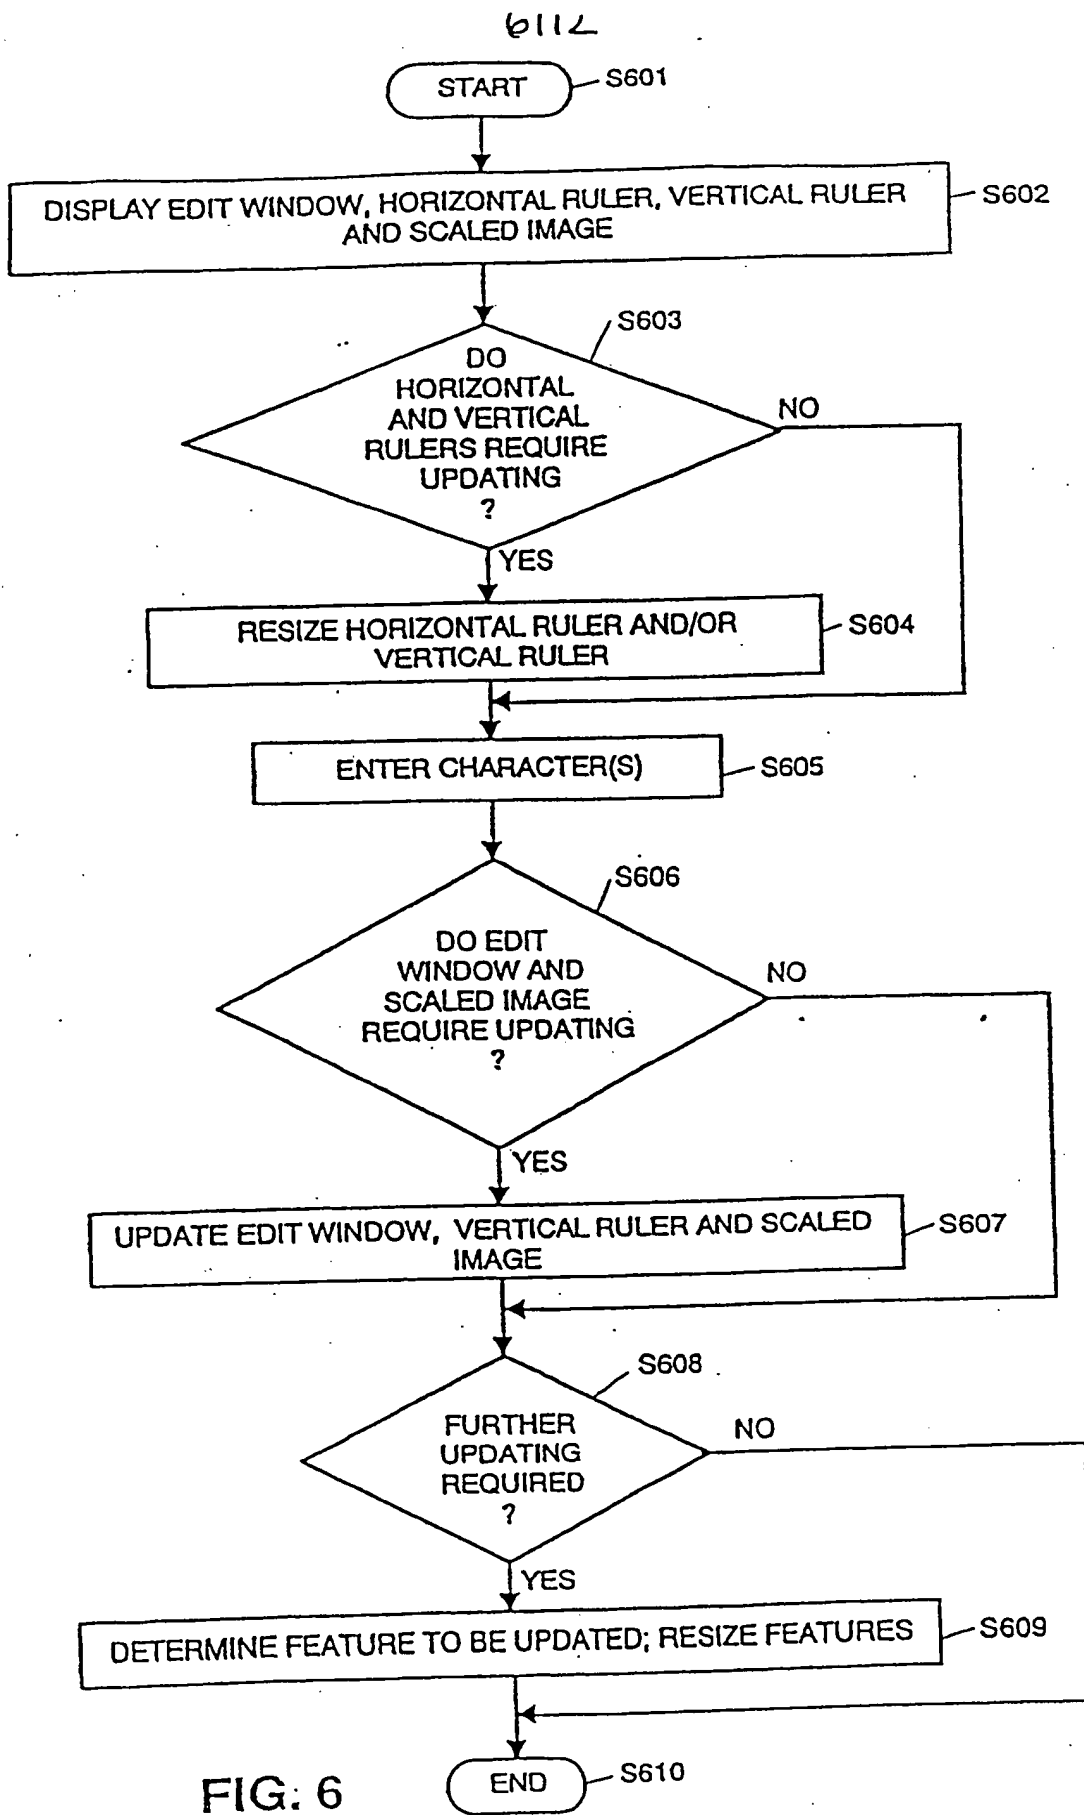 START
S601
DISPLAY EDIT WINDOW, HORIZONTAL RULER, VERTICAL RULER
AND SCALED IMAGE
S602
S603
DO
HORIZONTAL
AND VERTICAL
RULERS REQUIRE
UPDATING
?
NO
YES
RESIZE HORIZONTAL RULER AND/OR
VERTICAL RULER
S604
ENTER CHARACTER(S)
S605
S606
DO EDIT
WINDOW AND
SCALED IMAGE
REQUIRE UPDATING
?
NO
YES
UPDATE EDIT WINDOW, VERTICAL RULER AND SCALED
IMAGE
S607
S608
FURTHER
UPDATING
REQUIRED
?
NO
YES
DETERMINE FEATURE TO BE UPDATED; RESIZE FEATURES
S609
END
S610
FIG. 6